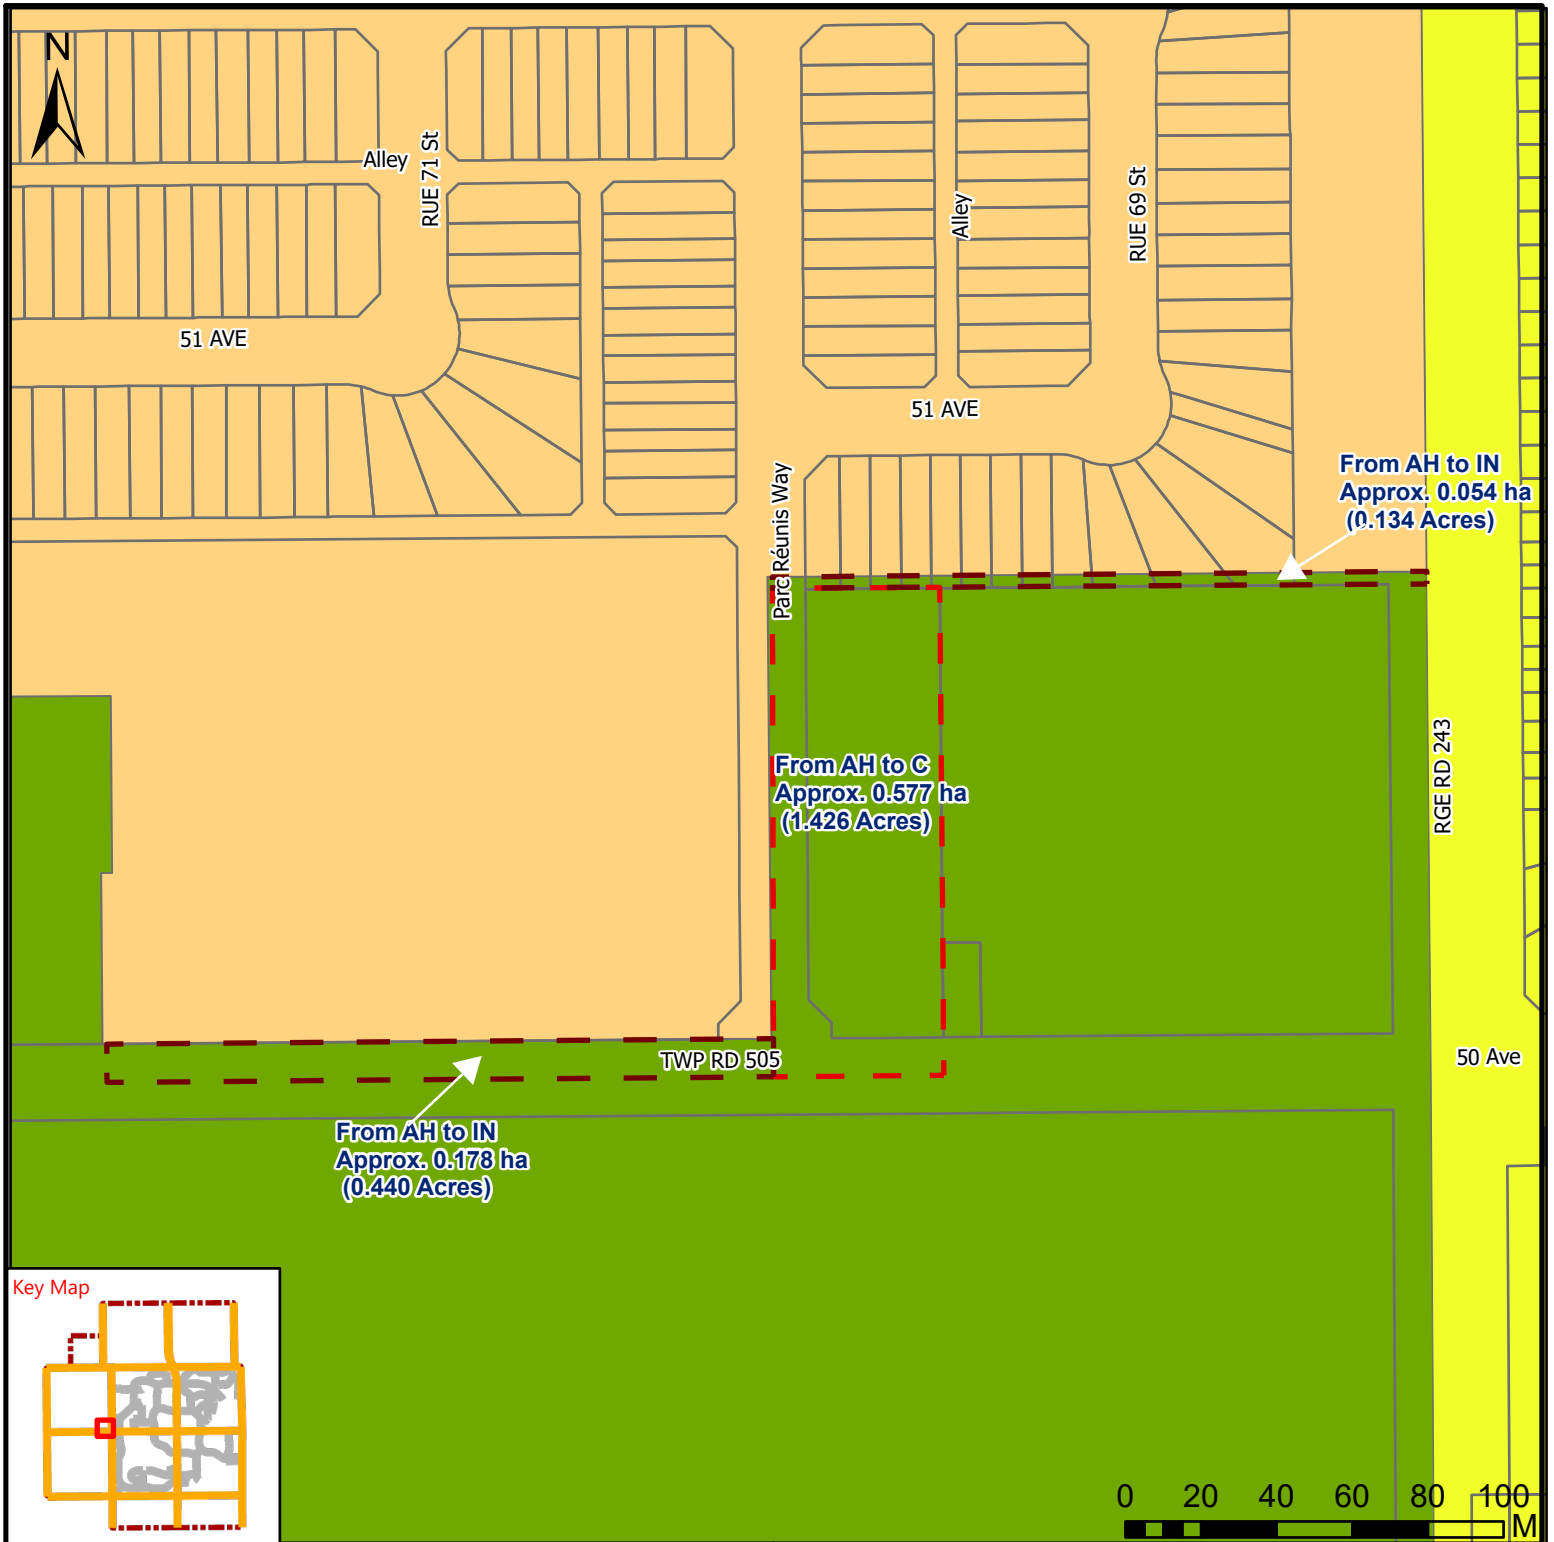 N
Alley
RUE 71 St
Alley
RUE 69 St
51 AVE
51 AVE
From AH to IN
Approx. 0.054 ha
(0.134 Acres)
Parc Réunis Way
From AH to C
Approx. 0.577 ha
(1.426 Acres)
RGE RD 243
TWP RD 505
50 Ave
From AH to IN
Approx. 0.178 ha
(0.440 Acres)
Key Map
0 20 40 60 80 100
M